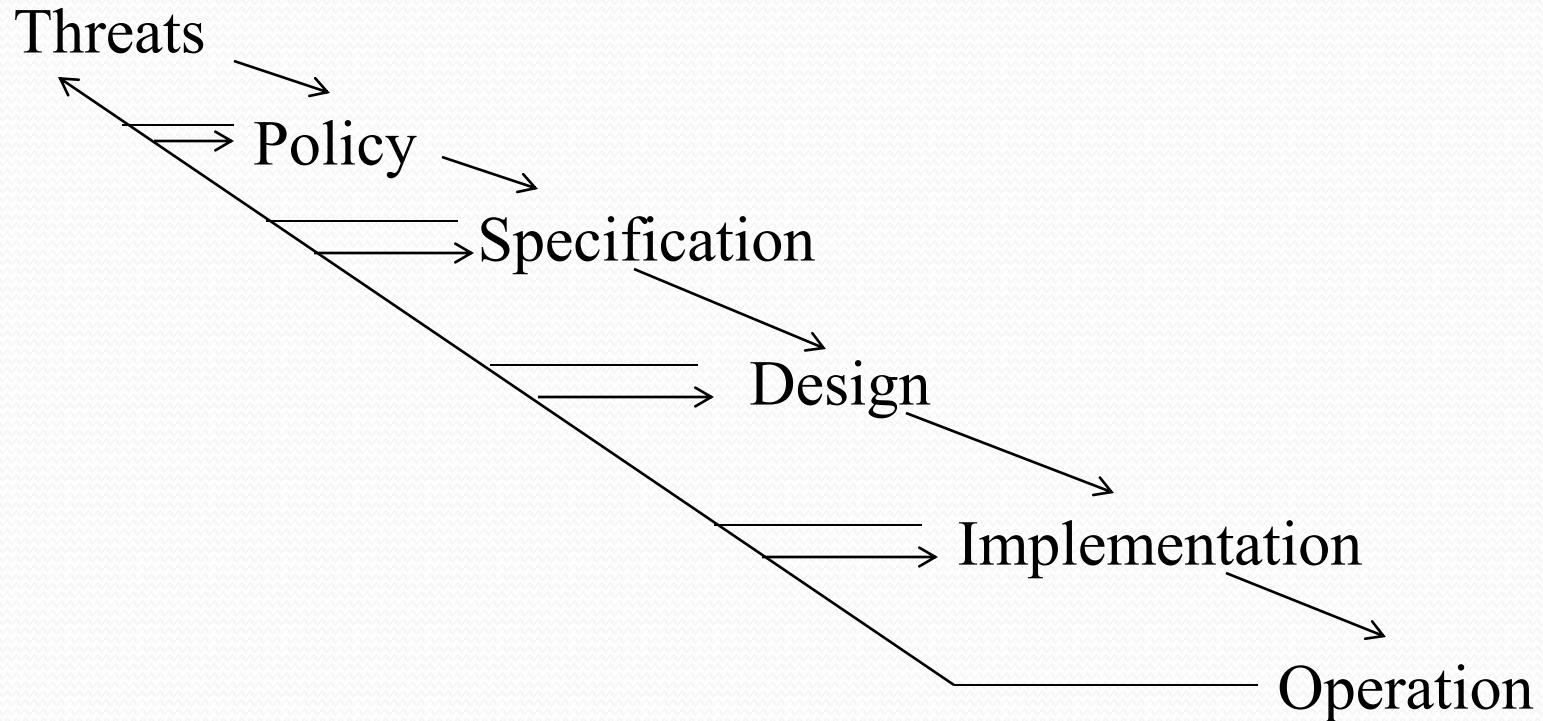 Threats
Policy
Specification
Design
Implementation
Operation